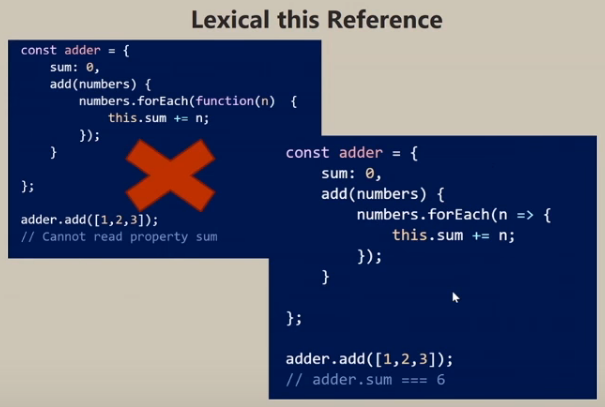 Lexical this Reference
const adder = {
    sum: 0,
    add(numbers) {
        numbers.forEach(function(n)  {
            this.sum += n;
        });
    }

};

adder.add([1,2,3]);
// Cannot read property sum
const adder = {
    sum: 0,
    add(numbers) {
        numbers.forEach(n => {
            this.sum += n;
        });
    }

};

adder.add([1,2,3]);
// adder.sum === 6